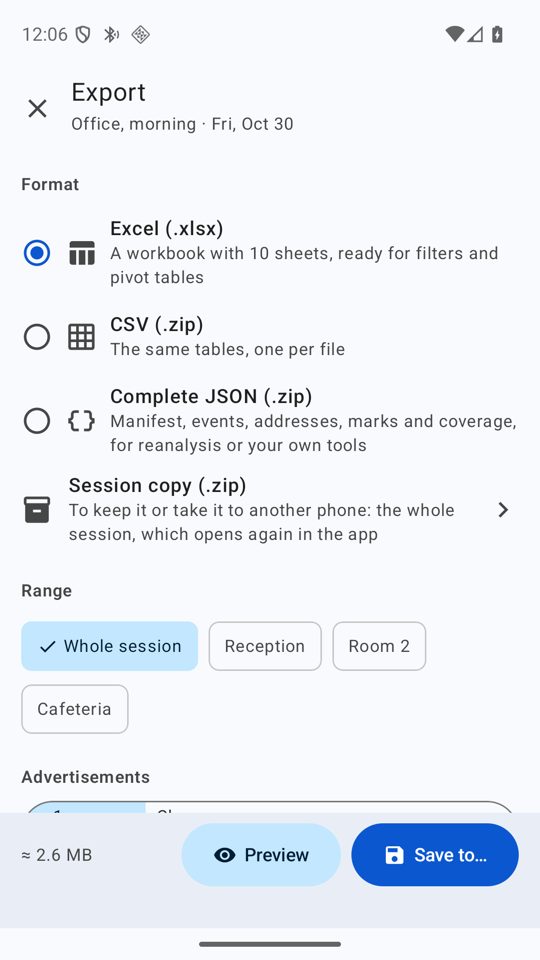 12:06
Export
Office, morning · Fri, Oct 30
Format
Excel (.xlsx)
A workbook with 10 sheets, ready for filters and
pivot tables
CSV (.zip)
The same tables, one per file
Complete JSON (.zip)
Manifest, events, addresses, marks and coverage,
for reanalysis or your own tools
Session copy (.zip)
To keep it or take it to another phone: the whole
session, which opens again in the app
Range
Whole session
Reception
Room 2
Cafeteria
Advertisements
≈ 2.6 MB
Preview
Save to…